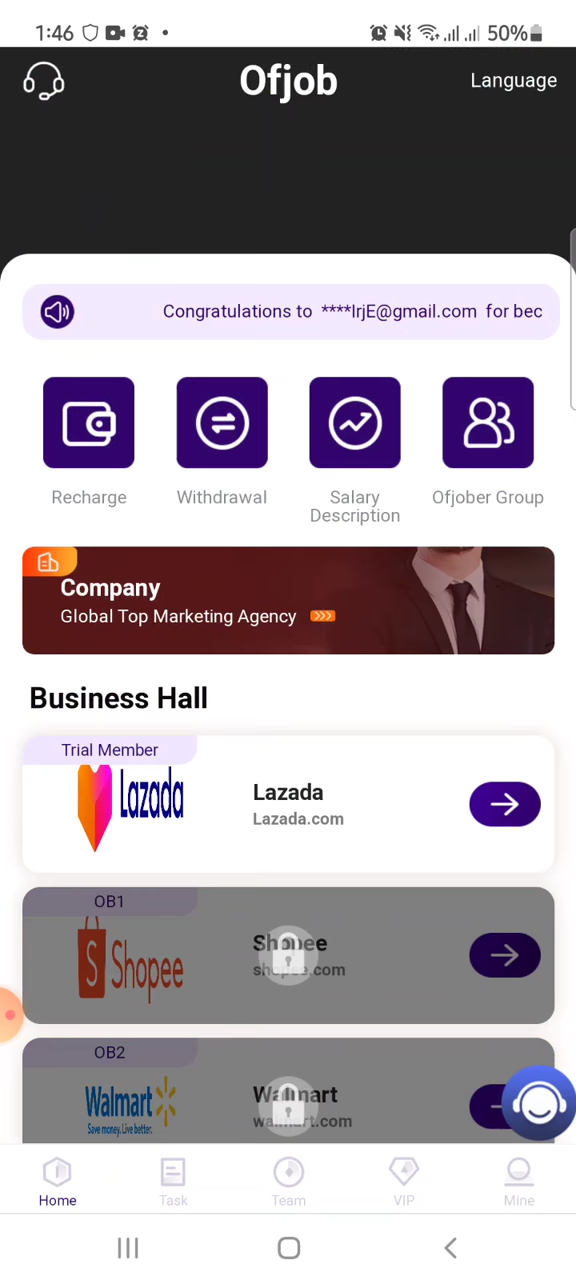 1:46
50%
Ofjob
Language
Congratulations to ****lrjE@gmail.com for bec
Recharge
Withdrawal
Salary
Description
Ofjober Group
Company
Global Top Marketing Agency
Business Hall
Trial Member
Lazada
Lazada
Lazada.com
OB1
Shopee
Shopee
shopee.com
OB2
Walmart
Save money. Live better.
Walmart
walmart.com
Home
Task
Team
VIP
Mine